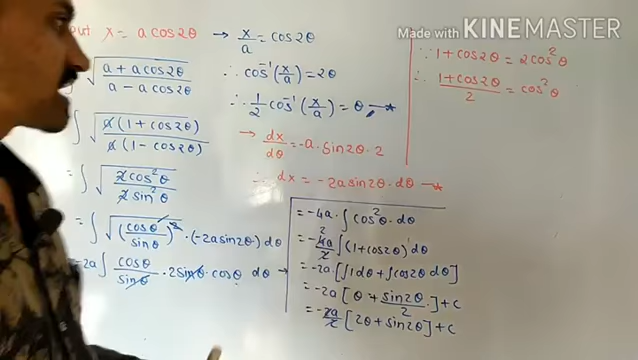 put x = a cos2θ → x/a = cos2θ
∫ √(a + a cos2θ / a − a cos2θ)
∫ √(a(1 + cos2θ) / a(1 − cos2θ))
= ∫ √(2cos²θ / 2sin²θ)
= ∫ √(cosθ / sinθ)² · (−2a sin2θ·) dθ
−2a ∫ cosθ / sinθ · 2sinθ · cosθ dθ →
∴ cos⁻¹(x/a) = 2θ
∴ 1/2 cos⁻¹(x/a) = θ
→ dx/dθ = −a · sin2θ · 2
∴ dx = −2a sin2θ · dθ
= −4a · ∫ cos²θ · dθ
= −4a/2 ∫ (1 + cos2θ) dθ
= −2a · [∫ 1 dθ + ∫ cos2θ dθ]
= −2a [θ + sin2θ/2 ·] + c
= −2a/2 [2θ + sin2θ] + c
∵ 1 + cos2θ = 2cos²θ
∴ 1 + cos2θ / 2 = cos²θ
Made with KINEMASTER